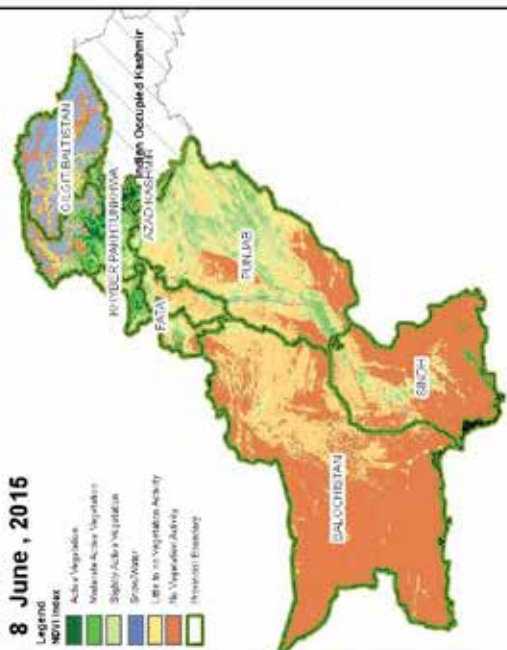 8 June, 2015
Legend
NDVI Index
Active Vegetation
Moderate Active Vegetation
Slightly Active Vegetation
Snow/Water
Little to no Vegetation Activity
No Vegetation Activity
Provincial Boundary
GILGIT BALTISTAN
KHYBER PAKHTUNKHWA
Indian Occupied Kashmir
AZAD KASHMIR
FATA
PUNJAB
BALOCHISTAN
SINDH